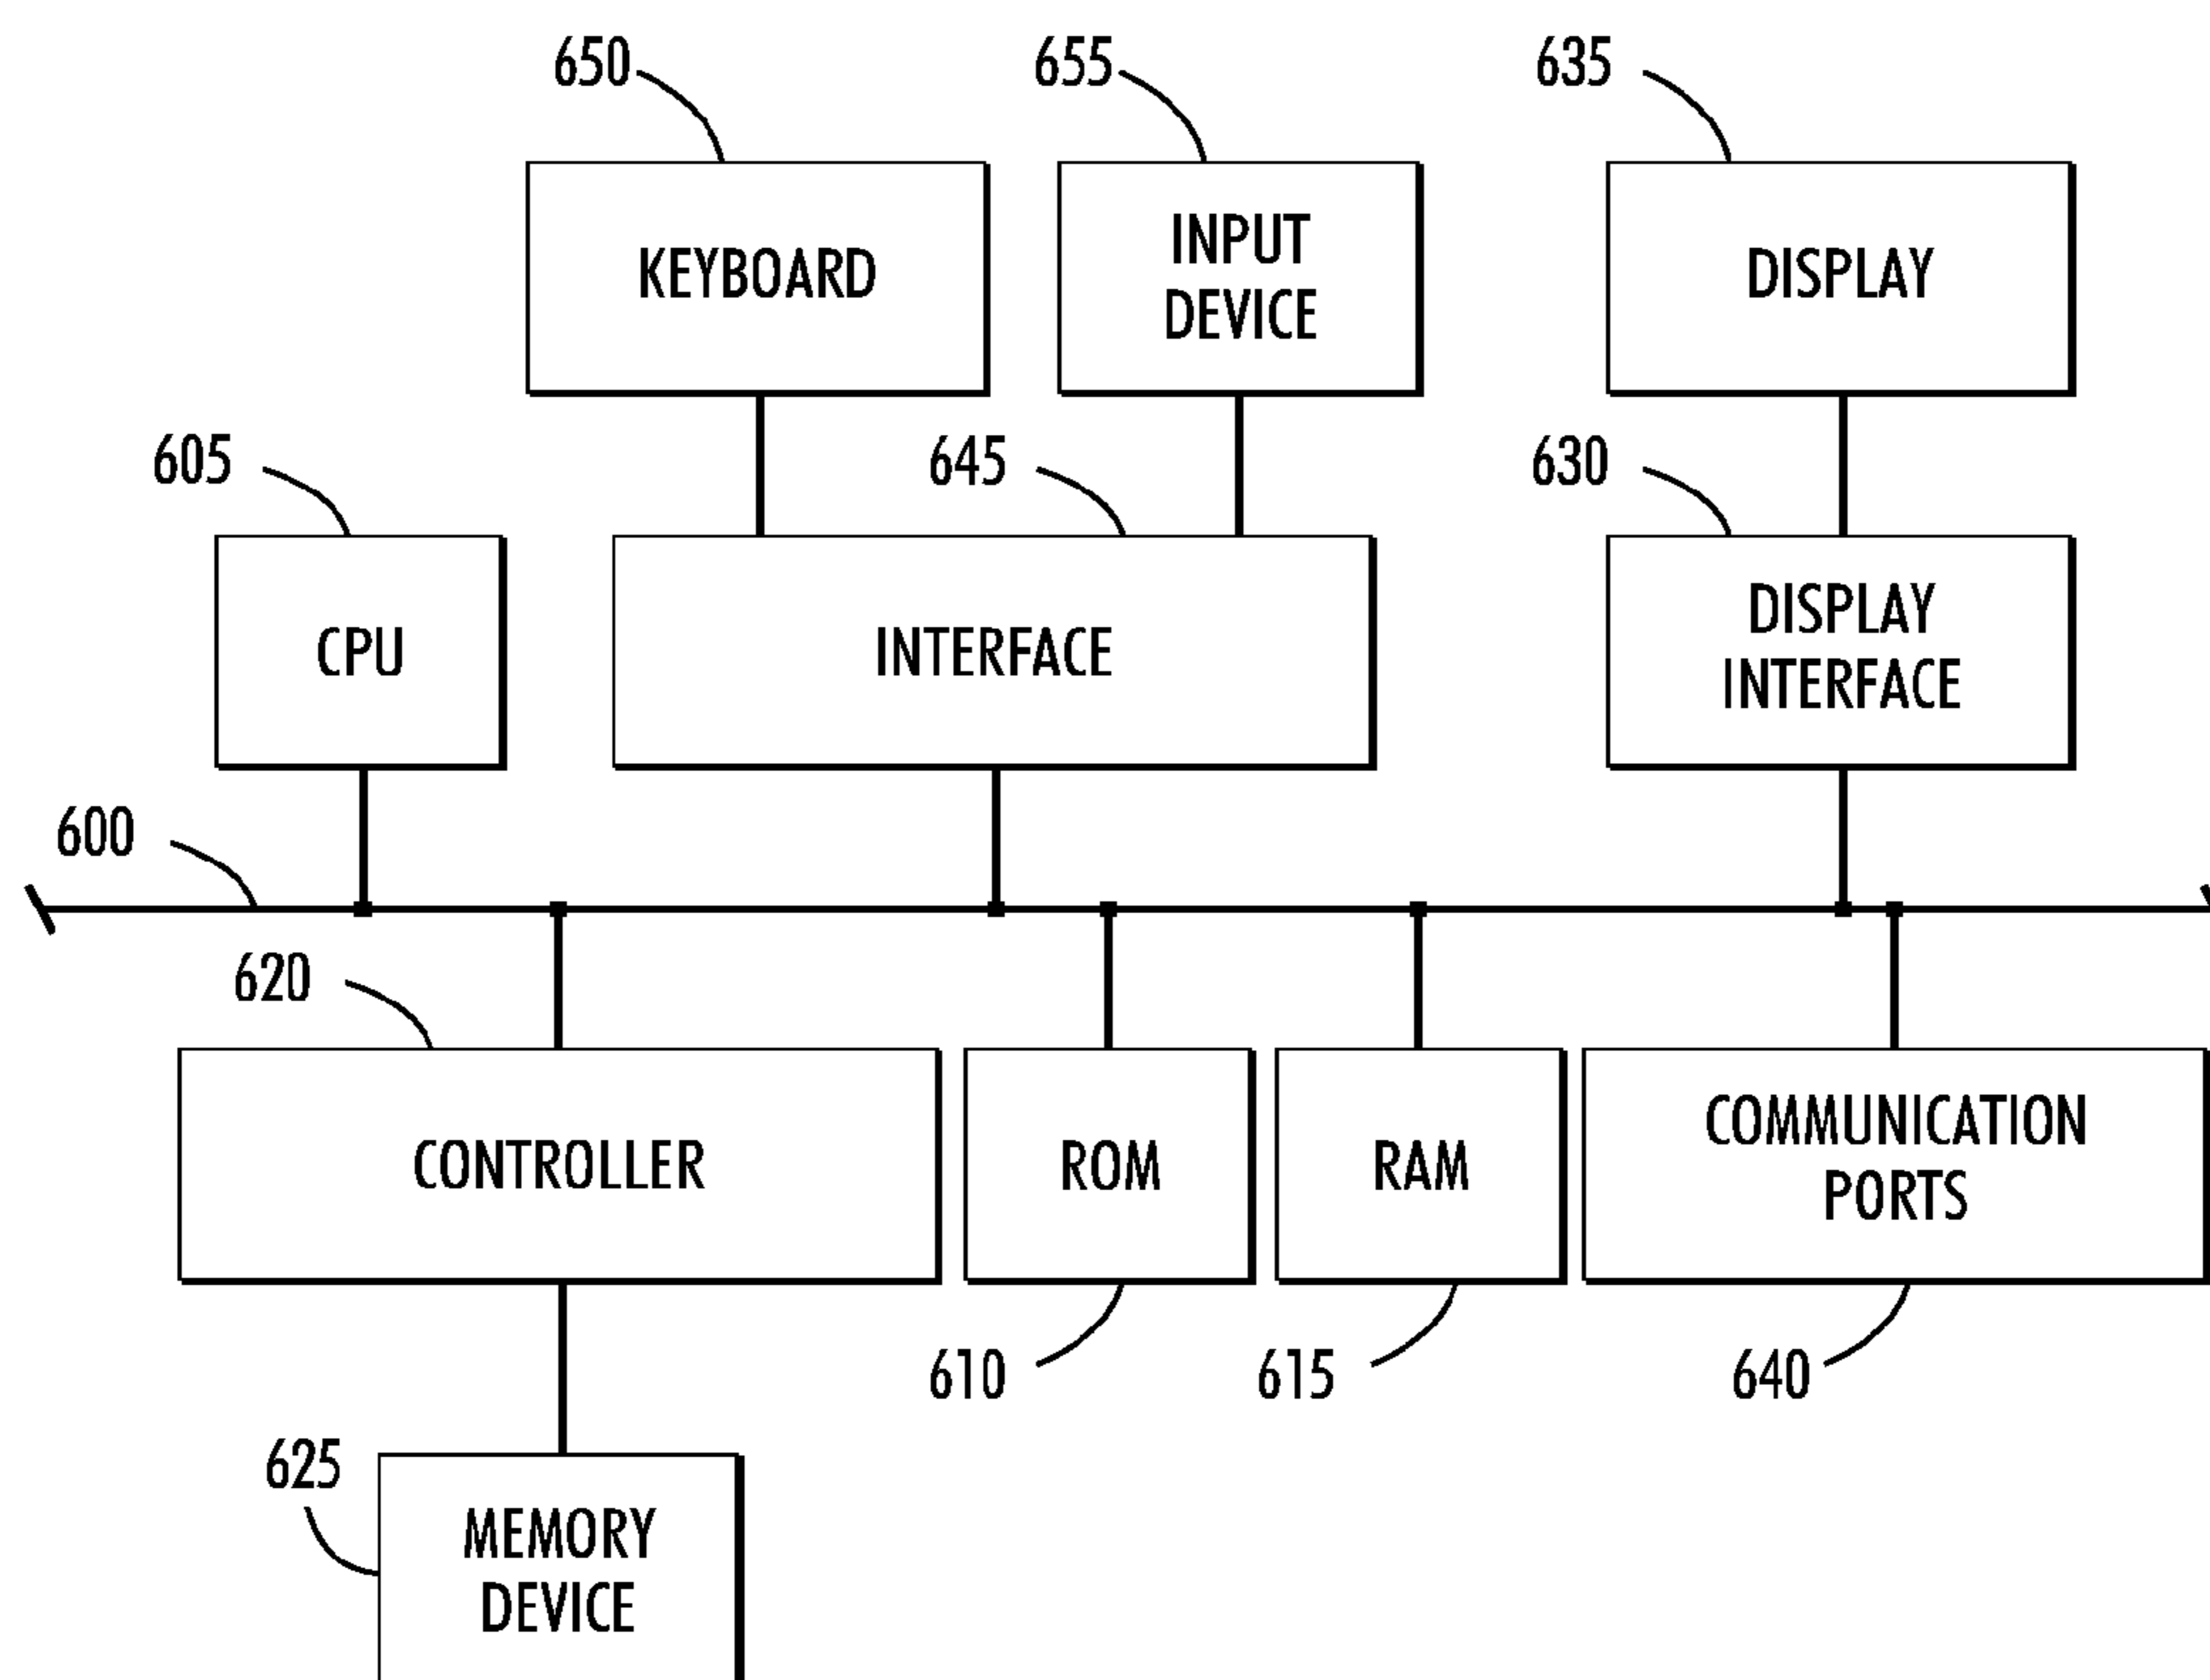 650
655
635
KEYBOARD
INPUT
DEVICE
DISPLAY
605
645
630
CPU
INTERFACE
DISPLAY
INTERFACE
600
620
CONTROLLER
ROM
RAM
COMMUNICATION
PORTS
610
615
640
625
MEMORY
DEVICE